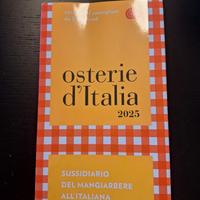 osterie
d'Italia
2025
SUSSIDIARIO
DEL MANGIARBERE
ALL'ITALIANA